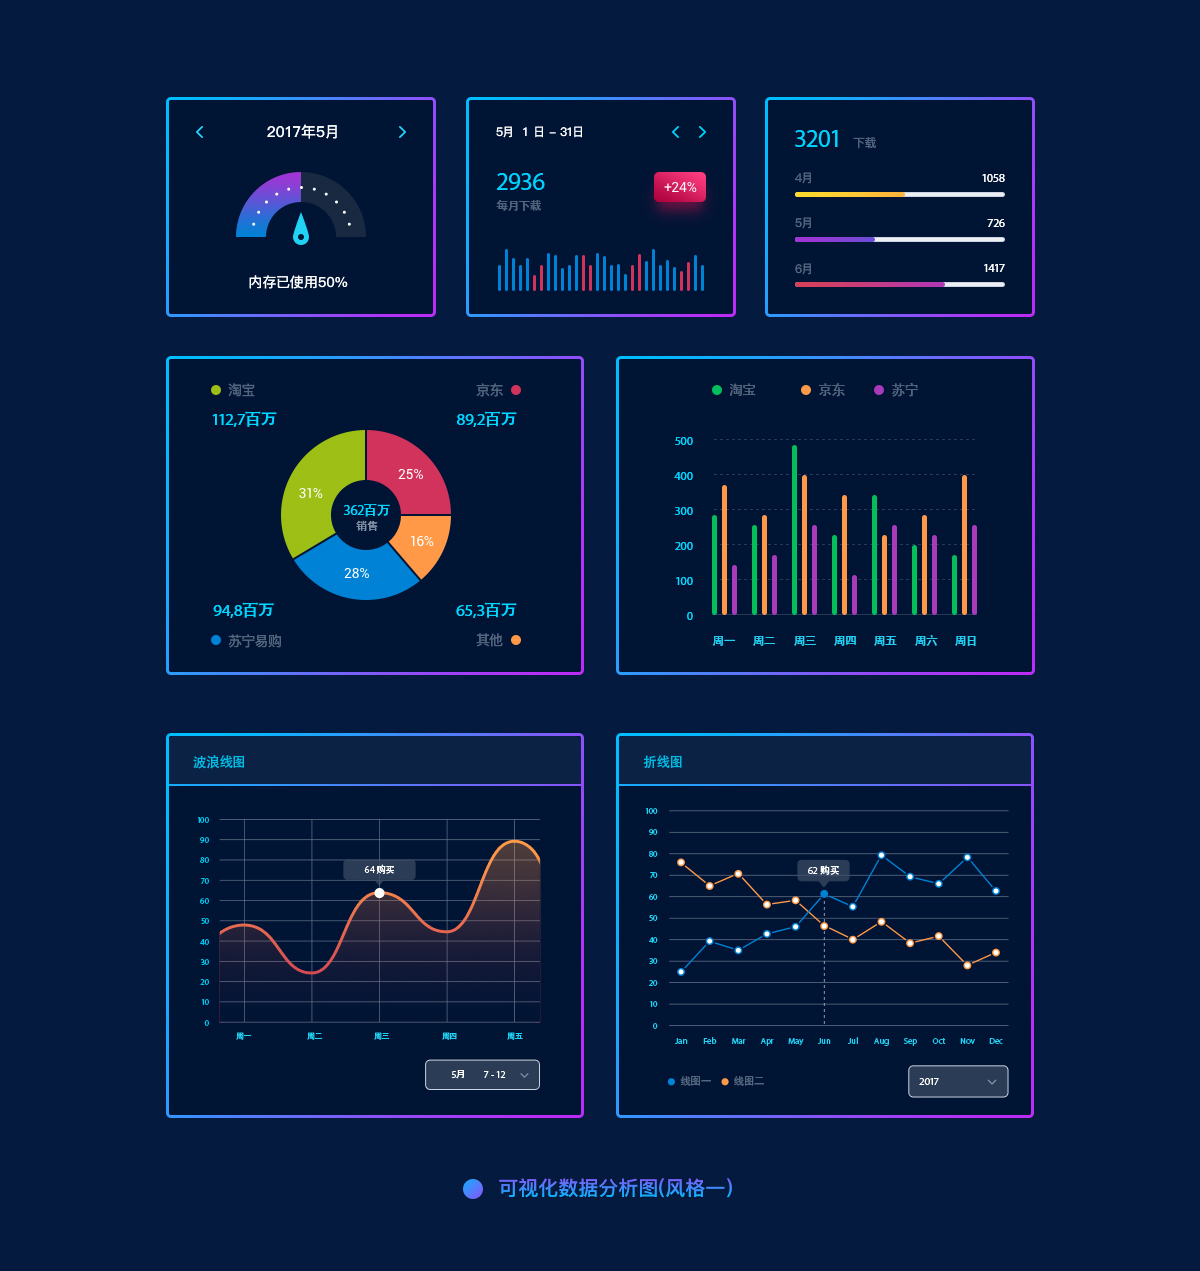 2017年5月
内存已使用50%
5月 1 日 – 31日
2936
每月下载
+24%
3201 下载
4月 1058
5月 726
6月 1417
淘宝 京东
112,7百万 89,2百万
25%
31%
362百万
销售
16%
28%
94,8百万 65,3百万
苏宁易购 其他
淘宝 京东 苏宁
500
400
300
200
100
0
周一 周二 周三 周四 周五 周六 周日
波浪线图
100
90
80
64 购买
70
60
50
40
30
20
10
0
周一 周二 周三 周四 周五
5月 7 - 12
折线图
100
90
80
62 购买
70
60
50
40
30
20
10
0
Jan Feb Mar Apr May Jun Jul Aug Sep Oct Nov Dec
线图一 线图二
2017
可视化数据分析图(风格一)